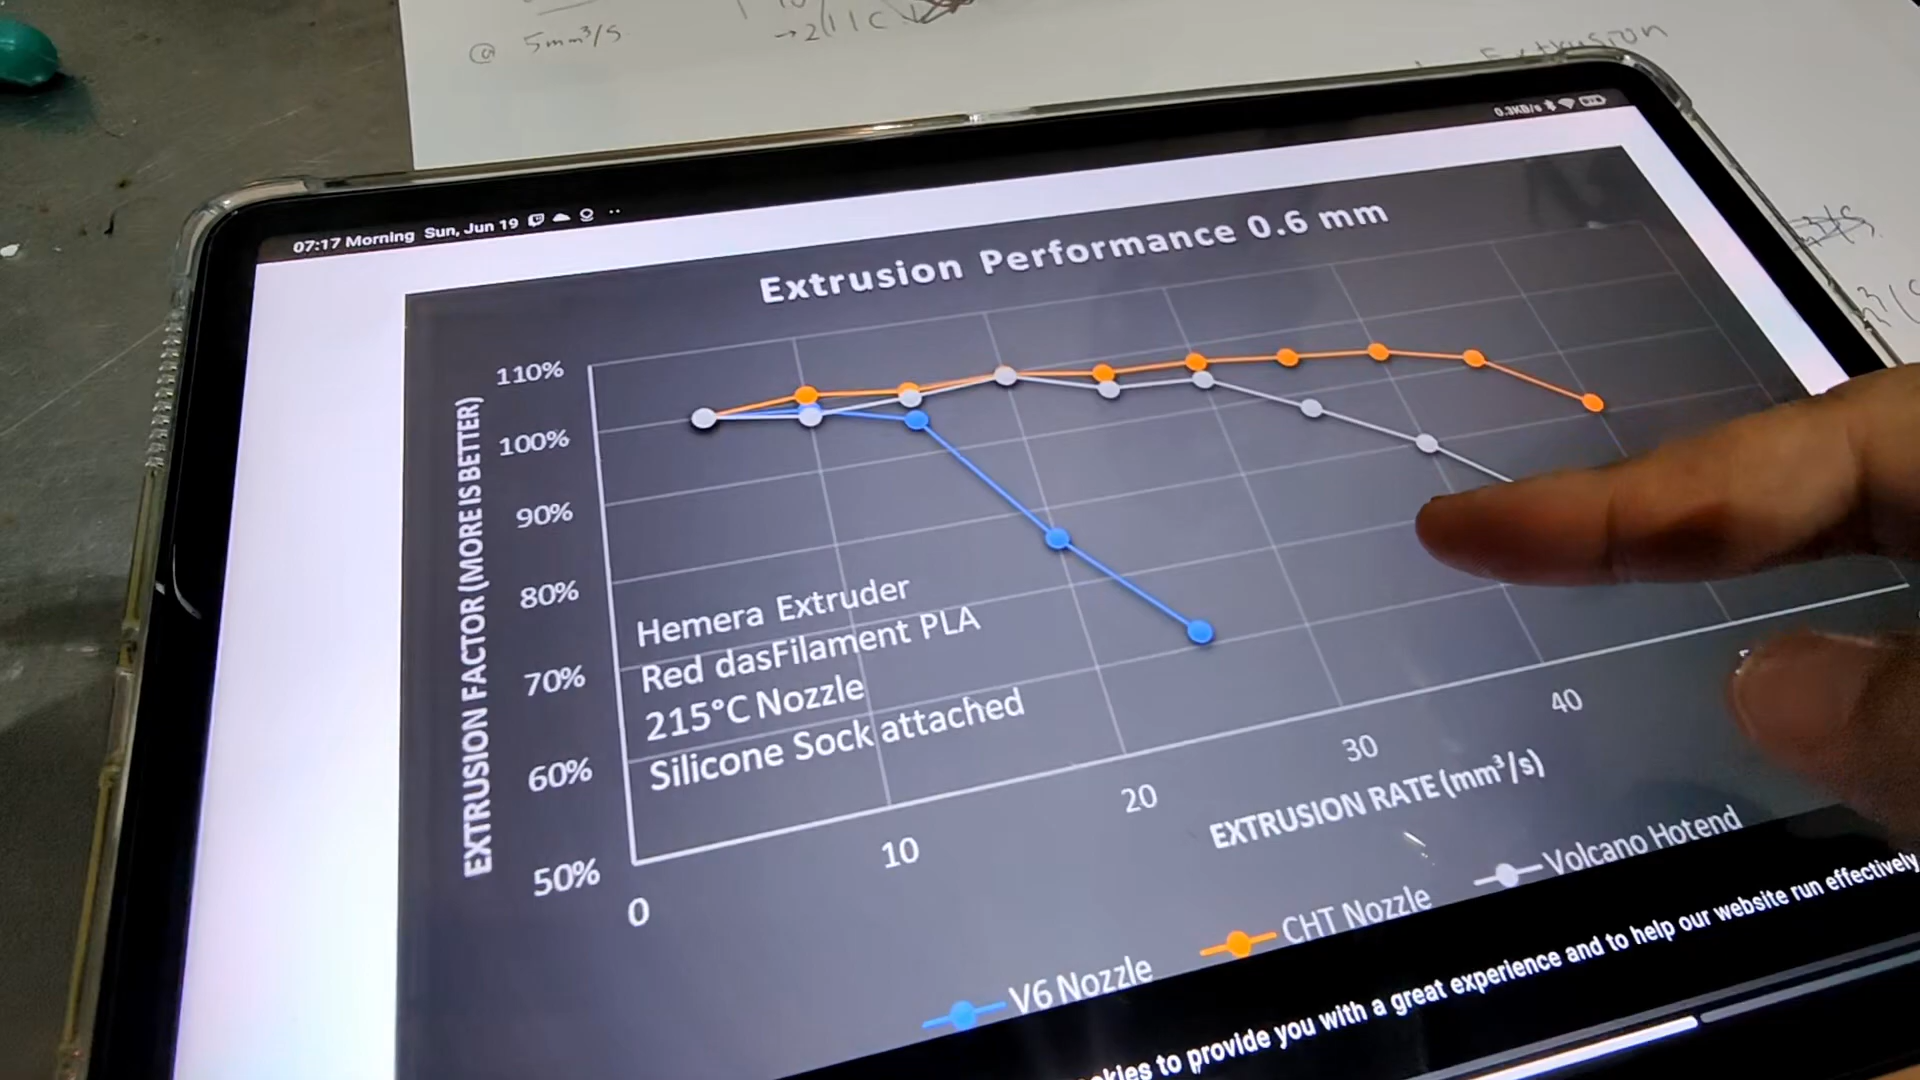 @ 5mm³/S
Extrusion
0.3KB/s
07:17 Morning Sun, Jun 19
Extrusion Performance 0.6 mm
EXTRUSION FACTOR (MORE IS BETTER)
110%
100%
90%
80%
70%
60%
50%
Hemera Extruder
Red dasFilament PLA
215°C Nozzle
Silicone Sock attached
0
10
20
30
40
EXTRUSION RATE (mm³/s)
V6 Nozzle
CHT Nozzle
Volcano Hotend
to provide you with a great experience and to help our website run effectively